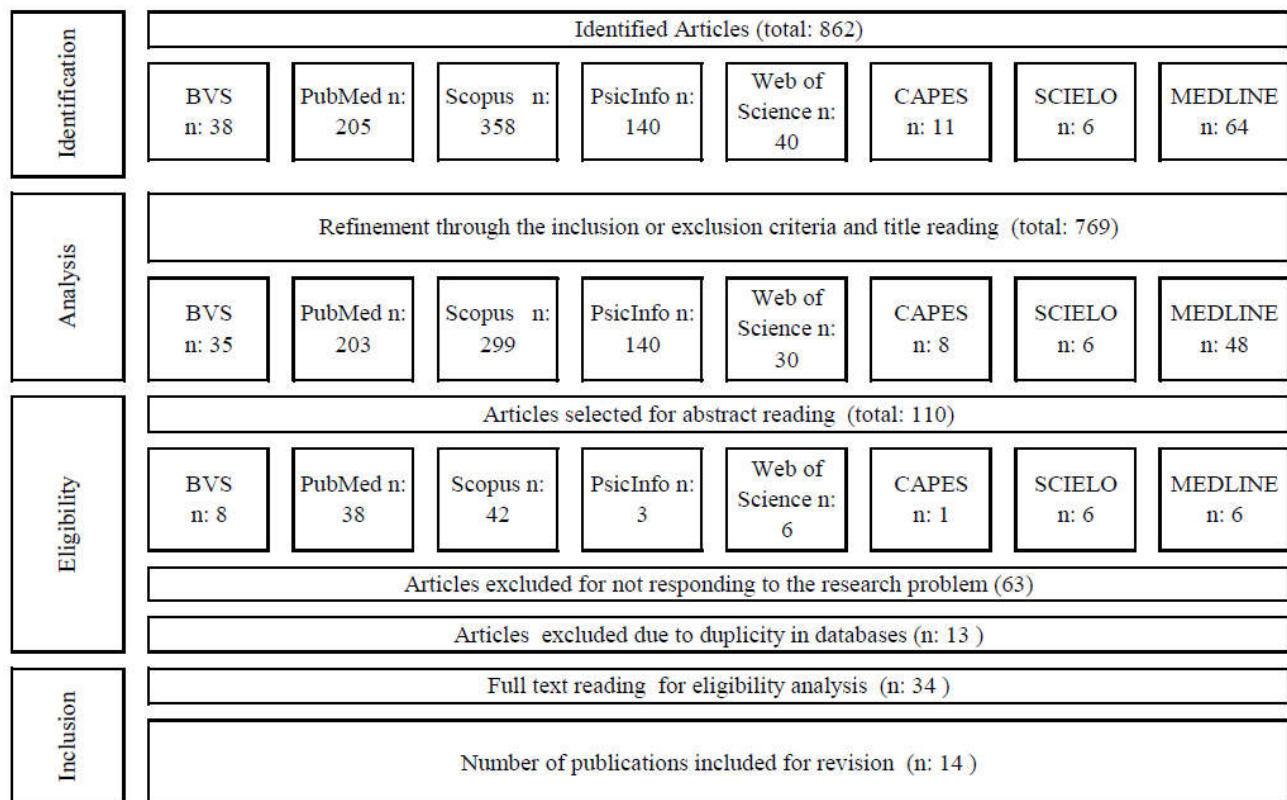 Identification
Identified Articles (total: 862)
BVS
n: 38
PubMed n:
205
Scopus n:
358
PsicInfo n:
140
Web of
Science n:
40
CAPES
n: 11
SCIELO
n: 6
MEDLINE
n: 64
Analysis
Refinement through the inclusion or exclusion criteria and title reading (total: 769)
BVS
n: 35
PubMed n:
203
Scopus n:
299
PsicInfo n:
140
Web of
Science n:
30
CAPES
n: 8
SCIELO
n: 6
MEDLINE
n: 48
Eligibility
Articles selected for abstract reading (total: 110)
BVS
n: 8
PubMed n:
38
Scopus n:
42
PsicInfo n:
3
Web of
Science n:
6
CAPES
n: 1
SCIELO
n: 6
MEDLINE
n: 6
Articles excluded for not responding to the research problem (63)
Articles excluded due to duplicity in databases (n: 13 )
Inclusion
Full text reading for eligibility analysis (n: 34 )
Number of publications included for revision (n: 14 )